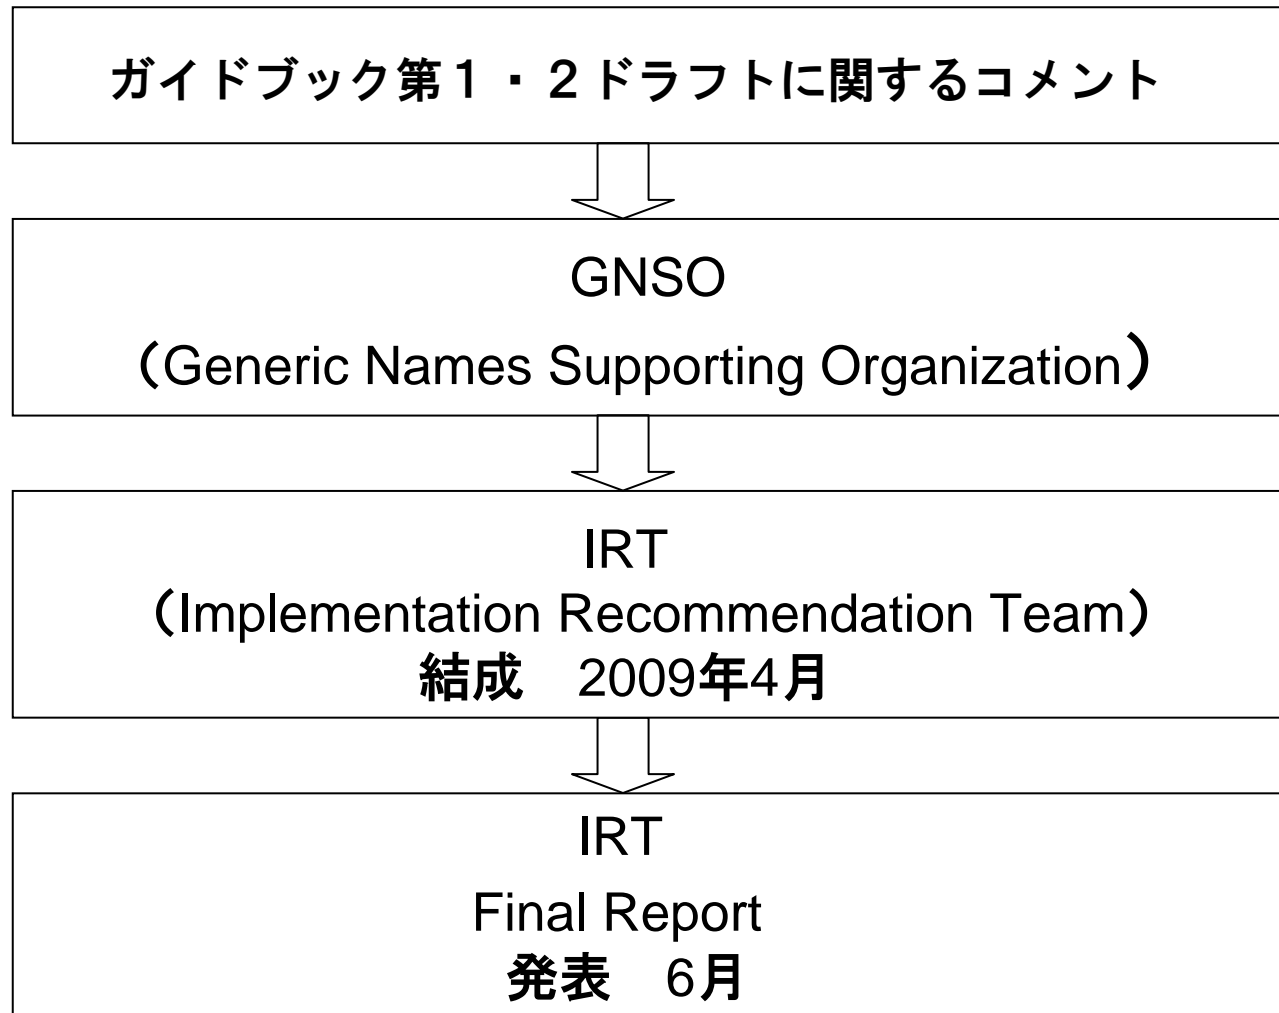 ガイドブック第１・２ドラフトに関するコメント
GNSO
（Generic Names Supporting Organization）
IRT
（Implementation Recommendation Team）
結成　2009年4月
IRT
Final Report
発表　6月